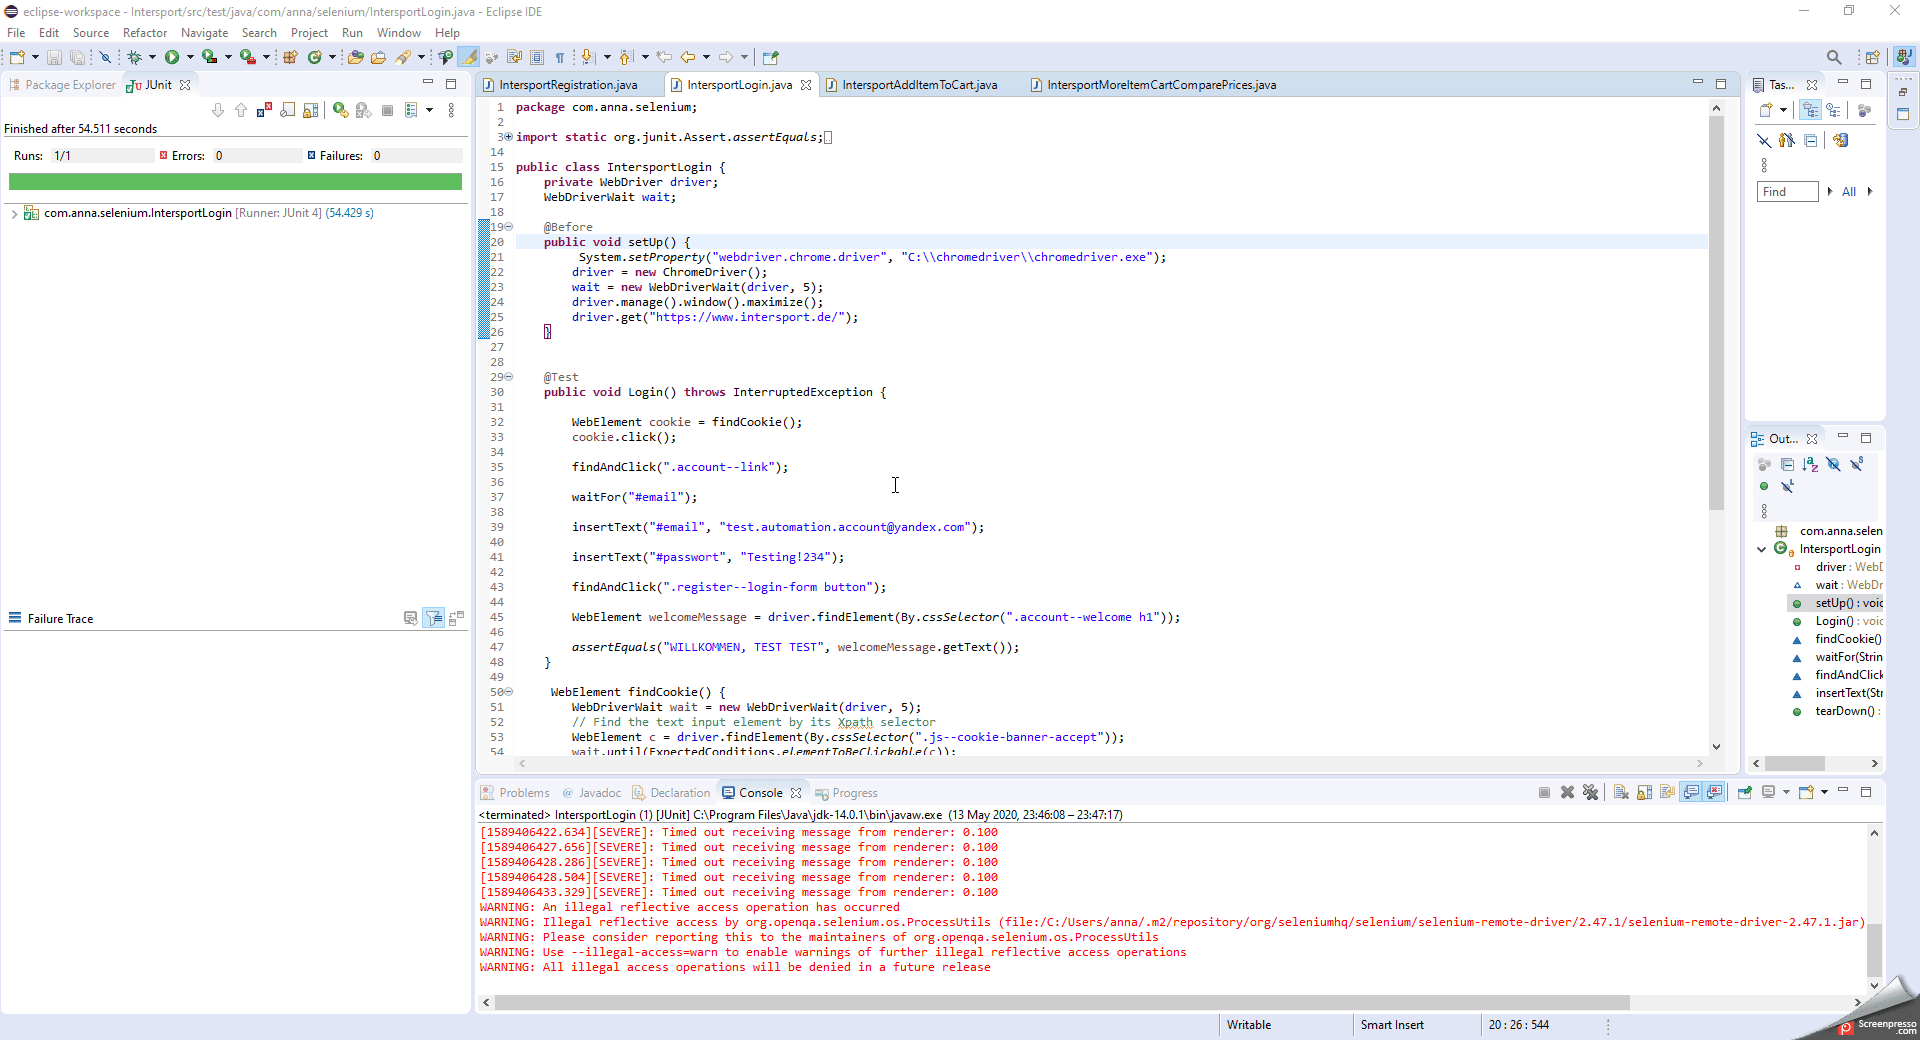 eclipse-workspace - Intersport/src/test/java/com/anna/selenium/IntersportLogin.java - Eclipse IDE
File Edit Source Refactor Navigate Search Project Run Window Help
Package Explorer JUnit
Finished after 54.511 seconds
Runs: 1/1 Errors: 0 Failures: 0
com.anna.selenium.IntersportLogin [Runner: JUnit 4] (54.429 s)
Failure Trace
IntersportRegistration.java IntersportLogin.java IntersportAddItemToCart.java IntersportMoreItemCartComparePrices.java
1 package com.anna.selenium;
2
3 import static org.junit.Assert.assertEquals;
14
15 public class IntersportLogin {
16 private WebDriver driver;
17 WebDriverWait wait;
18
19 @Before
20 public void setUp() {
21 System.setProperty("webdriver.chrome.driver", "C:\\chromedriver\\chromedriver.exe");
22 driver = new ChromeDriver();
23 wait = new WebDriverWait(driver, 5);
24 driver.manage().window().maximize();
25 driver.get("https://www.intersport.de/");
26 }
27
28
29 @Test
30 public void Login() throws InterruptedException {
31
32 WebElement cookie = findCookie();
33 cookie.click();
34
35 findAndClick(".account--link");
36
37 waitFor("#email");
38
39 insertText("#email", "test.automation.account@yandex.com");
40
41 insertText("#passwort", "Testing!234");
42
43 findAndClick(".register--login-form button");
44
45 WebElement welcomeMessage = driver.findElement(By.cssSelector(".account--welcome h1"));
46
47 assertEquals("WILLKOMMEN, TEST TEST", welcomeMessage.getText());
48 }
49
50 WebElement findCookie() {
51 WebDriverWait wait = new WebDriverWait(driver, 5);
52 // Find the text input element by its Xpath selector
53 WebElement c = driver.findElement(By.cssSelector(".js--cookie-banner-accept"));
54 wait.until(ExpectedConditions.elementToBeClickable(c));
Tas...
Find All
Out...
com.anna.selen
IntersportLogin
driver : WebD
wait : WebDr
setUp() : void
Login() : void
findCookie()
waitFor(Strin
findAndClick
insertText(Str
tearDown() :
Problems @ Javadoc Declaration Console Progress
<terminated> IntersportLogin (1) [JUnit] C:\Program Files\Java\jdk-14.0.1\bin\javaw.exe (13 May 2020, 23:46:08 – 23:47:17)
[1589406422.634][SEVERE]: Timed out receiving message from renderer: 0.100
[1589406427.656][SEVERE]: Timed out receiving message from renderer: 0.100
[1589406428.286][SEVERE]: Timed out receiving message from renderer: 0.100
[1589406428.504][SEVERE]: Timed out receiving message from renderer: 0.100
[1589406433.329][SEVERE]: Timed out receiving message from renderer: 0.100
WARNING: An illegal reflective access operation has occurred
WARNING: Illegal reflective access by org.openqa.selenium.os.ProcessUtils (file:/C:/Users/anna/.m2/repository/org/seleniumhq/selenium/selenium-remote-driver/2.47.1/selenium-remote-driver-2.47.1.jar)
WARNING: Please consider reporting this to the maintainers of org.openqa.selenium.os.ProcessUtils
WARNING: Use --illegal-access=warn to enable warnings of further illegal reflective access operations
WARNING: All illegal access operations will be denied in a future release
Writable Smart Insert 20 : 26 : 544
Screenpresso
.com